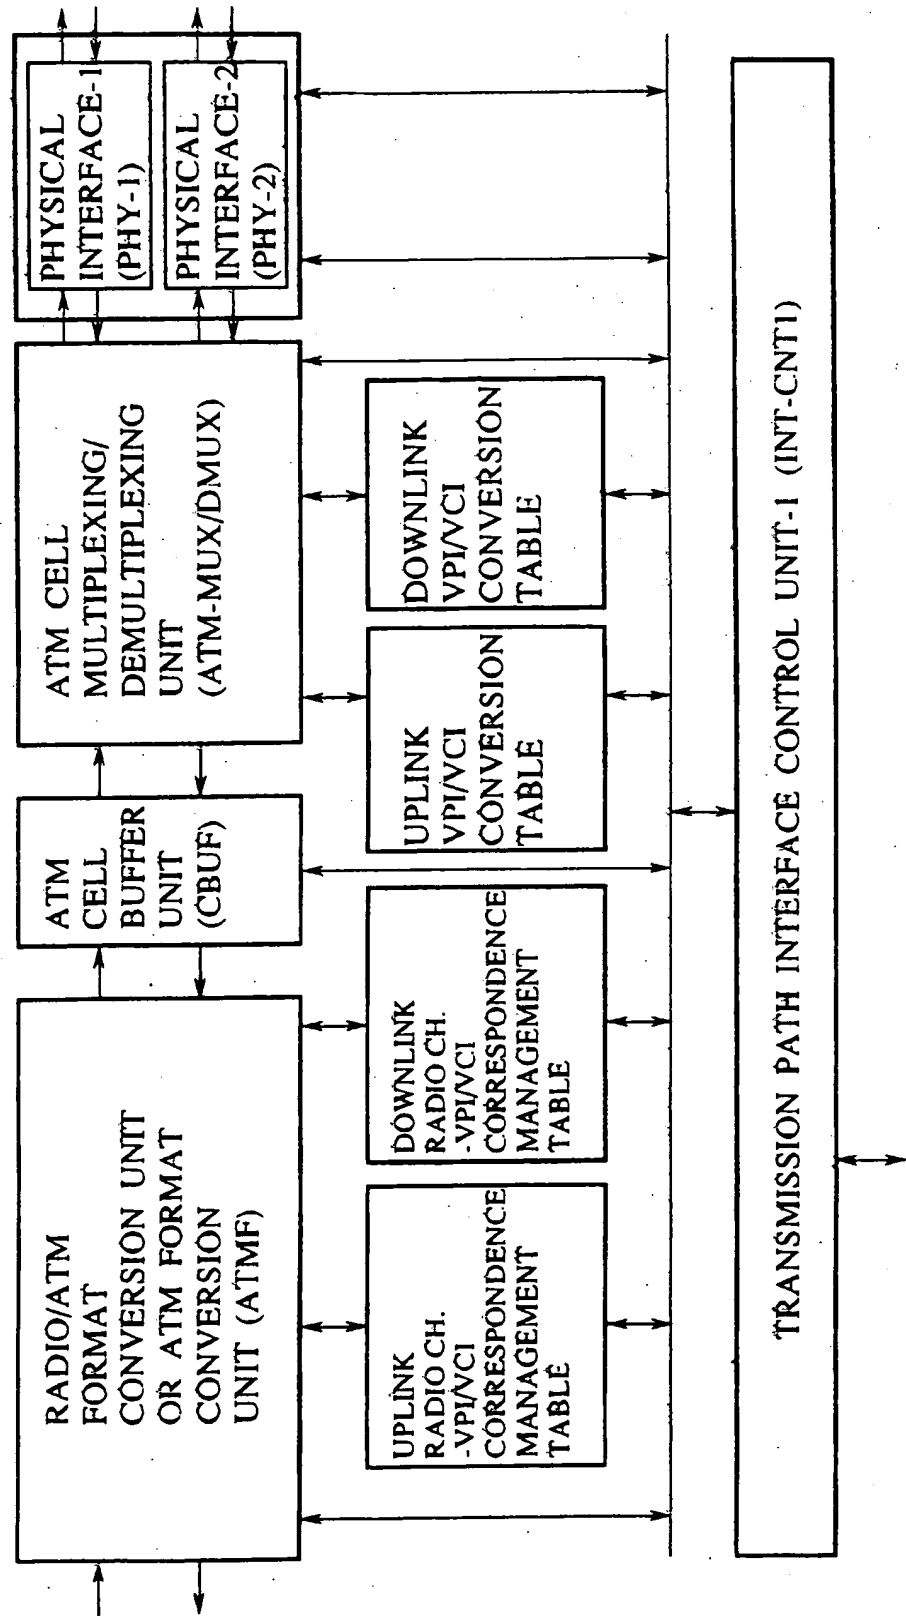 RADIO/ATM
FORMAT
CONVERSION UNIT
OR ATM FORMAT
CONVERSION
UNIT (ATMF)
ATM
CELL
BUFFER
UNIT
(CBUF)
ATM CELL
MULTIPLEXING/
DEMULTIPLEXING
UNIT
(ATM-MUX/DMUX)
PHYSICAL
INTERFACE-1
(PHY-1)
PHYSICAL
INTERFACE-2
(PHY-2)
UPLINK
RADIO CH.
-VPI/VCI
CORRESPONDENCE
MANAGEMENT
TABLE
DOWNLINK
RADIO CH.
-VPI/VCI
CORRESPONDENCE
MANAGEMENT
TABLE
UPLINK
VPI/VCI
CONVERSION
TABLE
DOWNLINK
VPI/VCI
CONVERSION
TABLE
TRANSMISSION PATH INTERFACE CONTROL UNIT-1 (INT-CNT1)